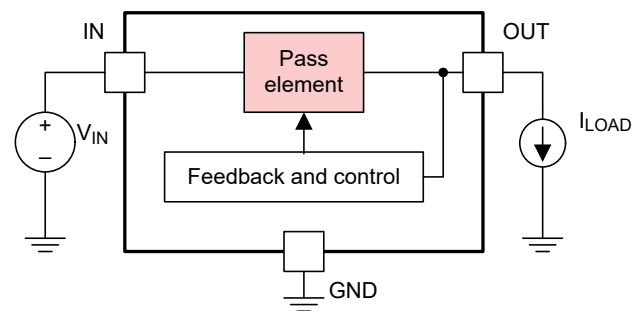 IN
OUT
Pass
element
+
VIN
–
ILOAD
Feedback and control
GND